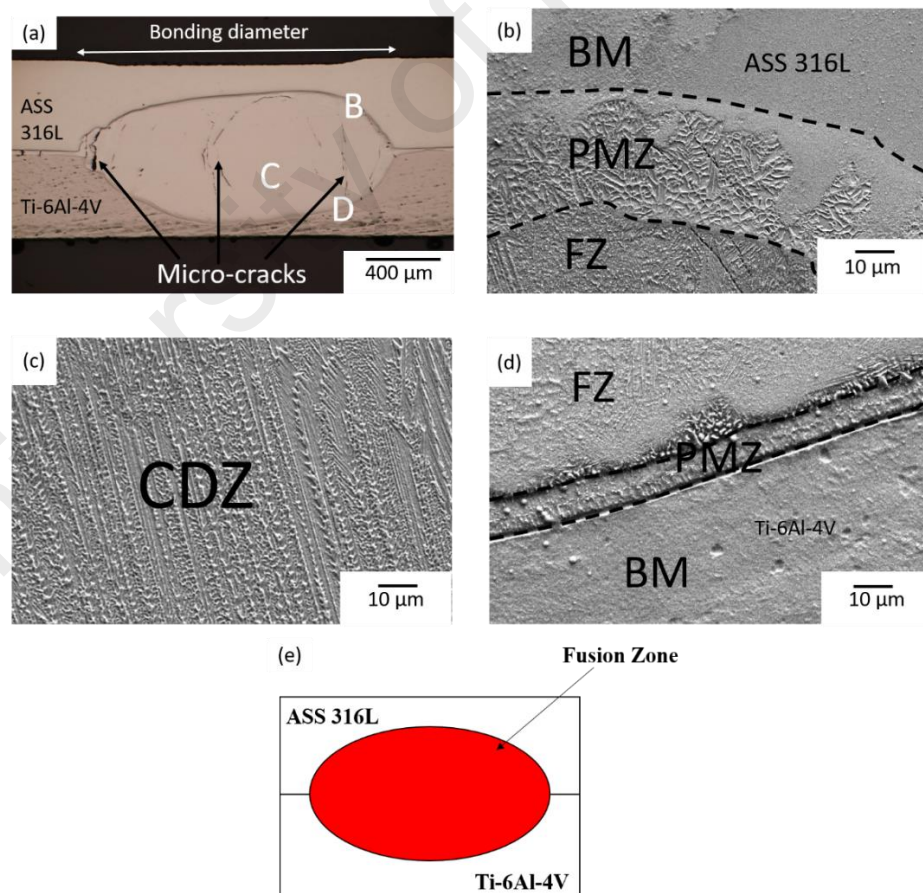 (a)
Bonding diameter
ASS
316L
B
C
D
Ti-6Al-4V
Micro-cracks
400 µm
(b)
BM
ASS 316L
PMZ
FZ
10 µm
(c)
CDZ
10 µm
(d)
FZ
PMZ
Ti-6Al-4V
BM
10 µm
(e)
Fusion Zone
ASS 316L
Ti-6Al-4V